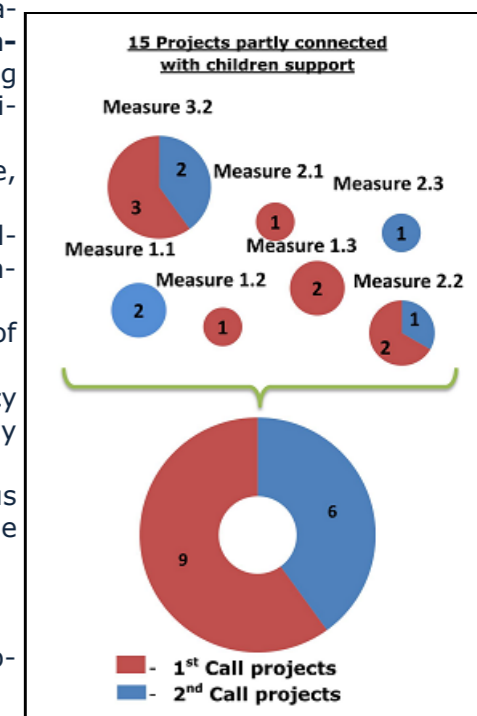 15 Projects partly connected
with children support
Measure 3.2
2
3
Measure 2.1
1
Measure 2.3
1
Measure 1.1
2
Measure 1.2
1
Measure 1.3
2
Measure 2.2
1
2
6
9
- 1st Call projects
- 2nd Call projects